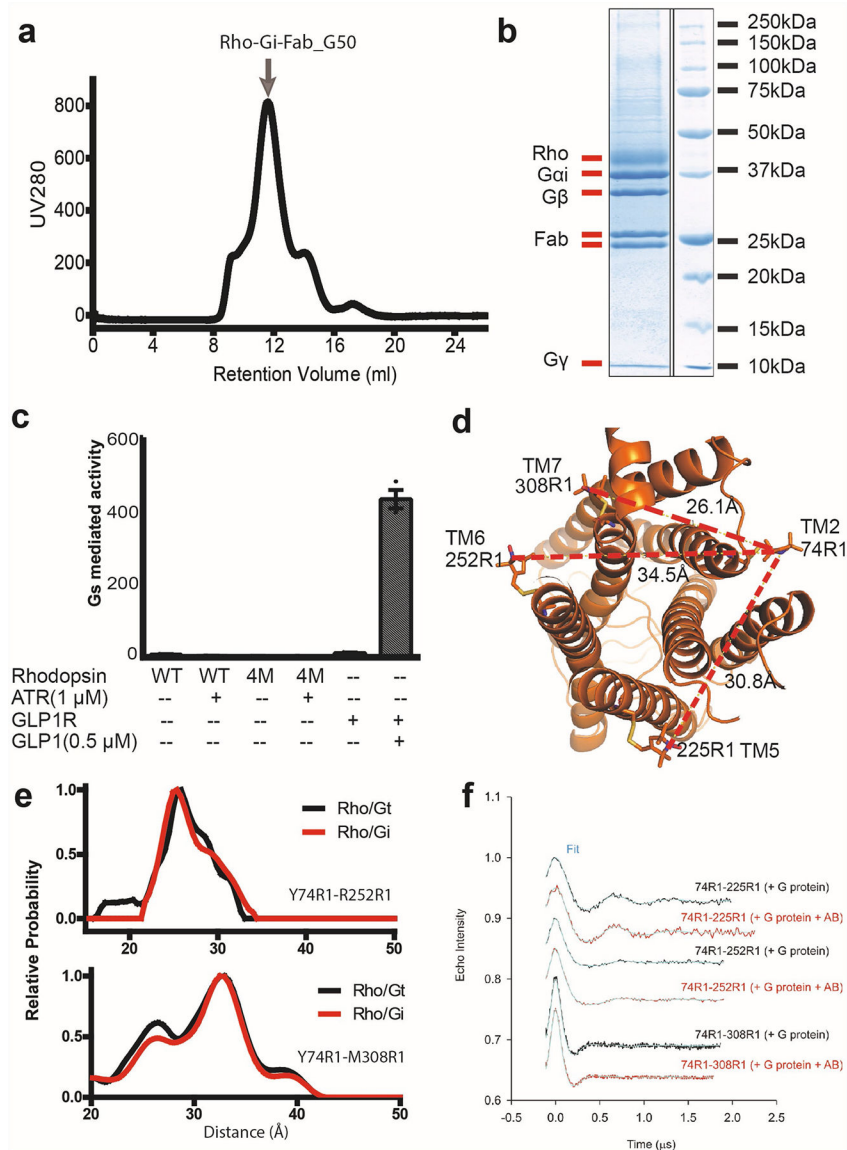 a
Rho-Gi-Fab_G50
800
600
400
200
0
UV280
0 4 8 12 16 20 24
Retention Volume (ml)
b
Rho
Gαi
Gβ
Fab
Gγ
250kDa
150kDa
100kDa
75kDa
50kDa
37kDa
25kDa
20kDa
15kDa
10kDa
c
Gs mediated activity
600
400
200
0
Rhodopsin WT WT 4M 4M -- --
ATR(1 µM) -- + -- + -- --
GLP1R -- -- -- -- + +
GLP1(0.5 µM) -- -- -- -- -- +
d
TM7
308R1
26.1Å
TM6
252R1
TM2
74R1
34.5Å
30.8Å
225R1 TM5
e
Relative Probability
1.0
0.5
0.0
Rho/Gt
Rho/Gi
Y74R1-R252R1
20 30 40 50
1.0
0.5
0.0
Rho/Gt
Rho/Gi
Y74R1-M308R1
20 30 40 50
Distance (Å)
f
Echo Intensity
1.1
1.0
0.9
0.8
0.7
0.6
Fit
74R1-225R1 (+ G protein)
74R1-225R1 (+ G protein + AB)
74R1-252R1 (+ G protein)
74R1-252R1 (+ G protein + AB)
74R1-308R1 (+ G protein)
74R1-308R1 (+ G protein + AB)
-0.5 0.0 0.5 1.0 1.5 2.0 2.5
Time (µs)